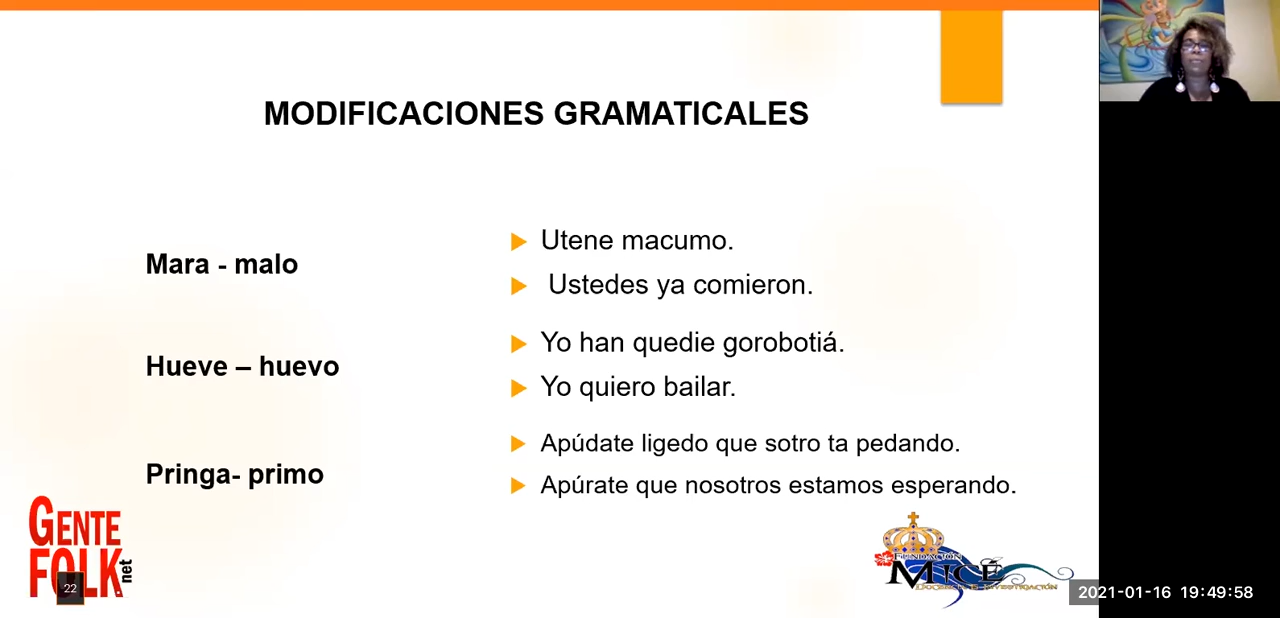 MODIFICACIONES GRAMATICALES
Mara - malo
Utene macumo.
Ustedes ya comieron.
Hueve – huevo
Yo han quedie gorobotiá.
Yo quiero bailar.
Pringa- primo
Apúdate ligedo que sotro ta pedando.
Apúrate que nosotros estamos esperando.
GENTE
FOLK.net
22
FUNDACIÓN
MICÉ
DOCENCIA E INVESTIGACIÓN
2021-01-16 19:49:58